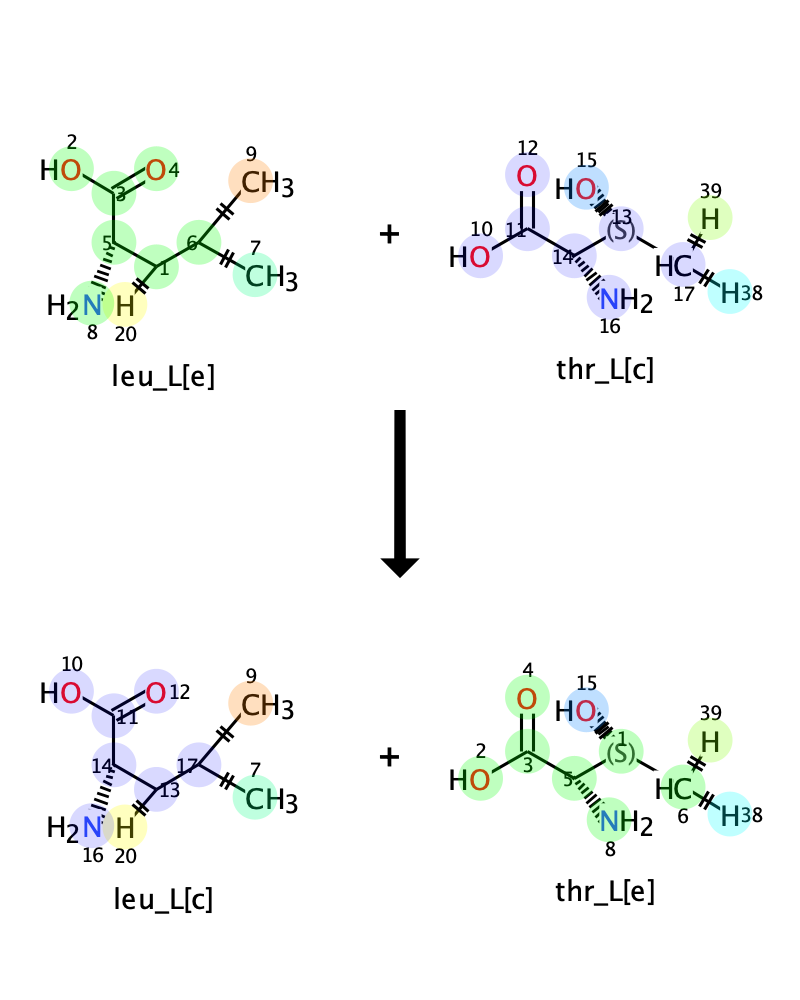 2
9
12
15
HO
O
4
CH3
O
HO
39
H
3
10
11
13
(S)
5
6
7
HO
14
HC
1
CH3
17
H38
H2N
H
NH2
8
20
16
leu_L[e]
+
thr_L[c]
10
9
4
15
HO
O
12
CH3
O
HO
39
H
11
2
3
1
(S)
14
17
7
HO
5
HC
13
CH3
6
H38
H2N
H
NH2
16
20
8
leu_L[c]
+
thr_L[e]